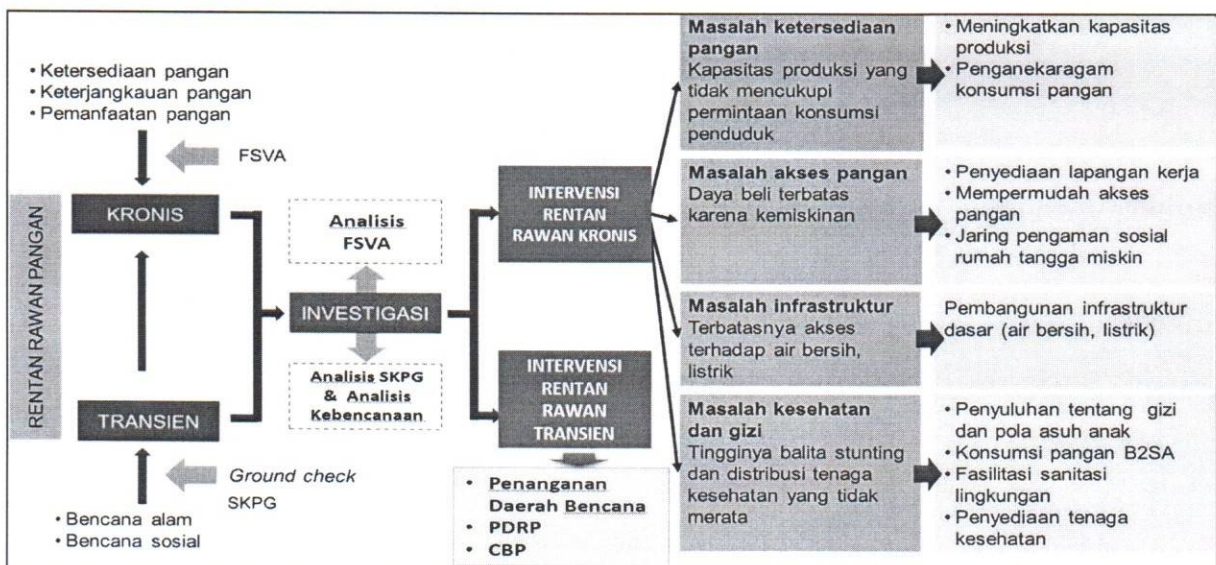 RENTAN RAWAN PANGAN
• Ketersediaan pangan
• Keterjangkauan pangan
• Pemanfaatan pangan
FSVA
KRONIS
TRANSIEN
Ground check
SKPG
• Bencana alam
• Bencana sosial
Analisis
FSVA
INVESTIGASI
Analisis SKPG
& Analisis
Kebencanaan
INTERVENSI
RENTAN
RAWAN KRONIS
INTERVENSI
RENTAN
RAWAN
TRANSIEN
• Penanganan
Daerah Bencana
• PDRP
• CBP
Masalah ketersediaan
pangan
Kapasitas produksi yang
tidak mencukupi
permintaan konsumsi
penduduk
• Meningkatkan kapasitas
produksi
• Penganekaragam
konsumsi pangan
Masalah akses pangan
Daya beli terbatas
karena kemiskinan
• Penyediaan lapangan kerja
• Mempermudah akses
pangan
• Jaring pengaman sosial
rumah tangga miskin
Masalah infrastruktur
Terbatasnya akses
terhadap air bersih,
listrik
Pembangunan infrastruktur
dasar (air bersih, listrik)
Masalah kesehatan
dan gizi
Tingginya balita stunting
dan distribusi tenaga
kesehatan yang tidak
merata
• Penyuluhan tentang gizi
dan pola asuh anak
• Konsumsi pangan B2SA
• Fasilitasi sanitasi
lingkungan
• Penyediaan tenaga
kesehatan